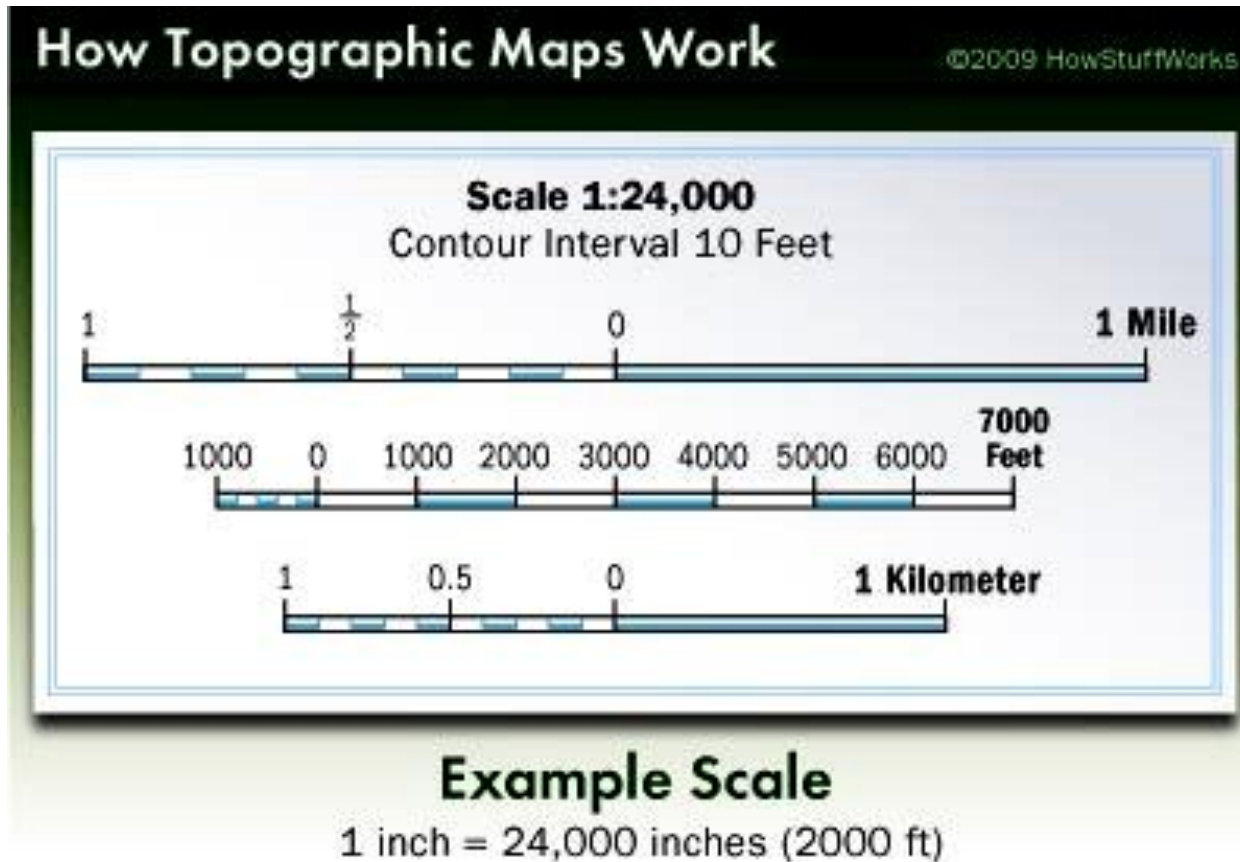 How Topographic Maps Work
©2009 HowStuffWorks
Scale 1:24,000
Contour Interval 10 Feet
1 1/2 0 1 Mile
1000 0 1000 2000 3000 4000 5000 6000 7000 Feet
1 0.5 0 1 Kilometer
Example Scale
1 inch = 24,000 inches (2000 ft)